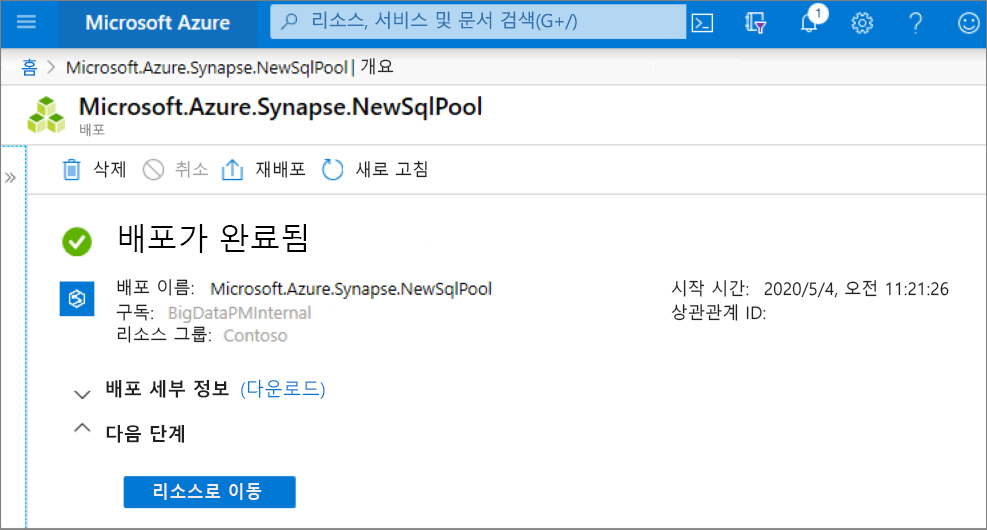 Microsoft Azure
리소스, 서비스 및 문서 검색(G+/)
1
홈 > Microsoft.Azure.Synapse.NewSqlPool | 개요
Microsoft.Azure.Synapse.NewSqlPool
배포
»
삭제 취소 재배포 새로 고침
배포가 완료됨
배포 이름: Microsoft.Azure.Synapse.NewSqlPool 시작 시간: 2020/5/4, 오전 11:21:26
구독: BigDataPMInternal 상관관계 ID:
리소스 그룹: Contoso
배포 세부 정보 (다운로드)
다음 단계
리소스로 이동